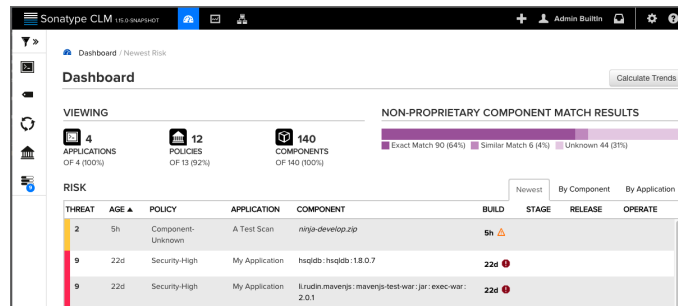 Sonatype CLM 1.15.0-SNAPSHOT
Admin BuiltIn
Dashboard / Newest Risk
Dashboard
Calculate Trends
VIEWING
4
APPLICATIONS
OF 4 (100%)
12
POLICIES
OF 13 (92%)
140
COMPONENTS
OF 140 (100%)
NON-PROPRIETARY COMPONENT MATCH RESULTS
Exact Match 90 (64%) Similar Match 6 (4%) Unknown 44 (31%)
9
RISK
Newest By Component By Application
THREAT AGE POLICY APPLICATION COMPONENT BUILD STAGE RELEASE OPERATE
2 5h Component-Unknown A Test Scan ninja-develop.zip 5h
9 22d Security-High My Application hsqldb : hsqldb : 1.8.0.7 22d
9 22d Security-High My Application li.rudin.mavenjs : mavenjs-test-war : jar : exec-war : 22d
2.0.1